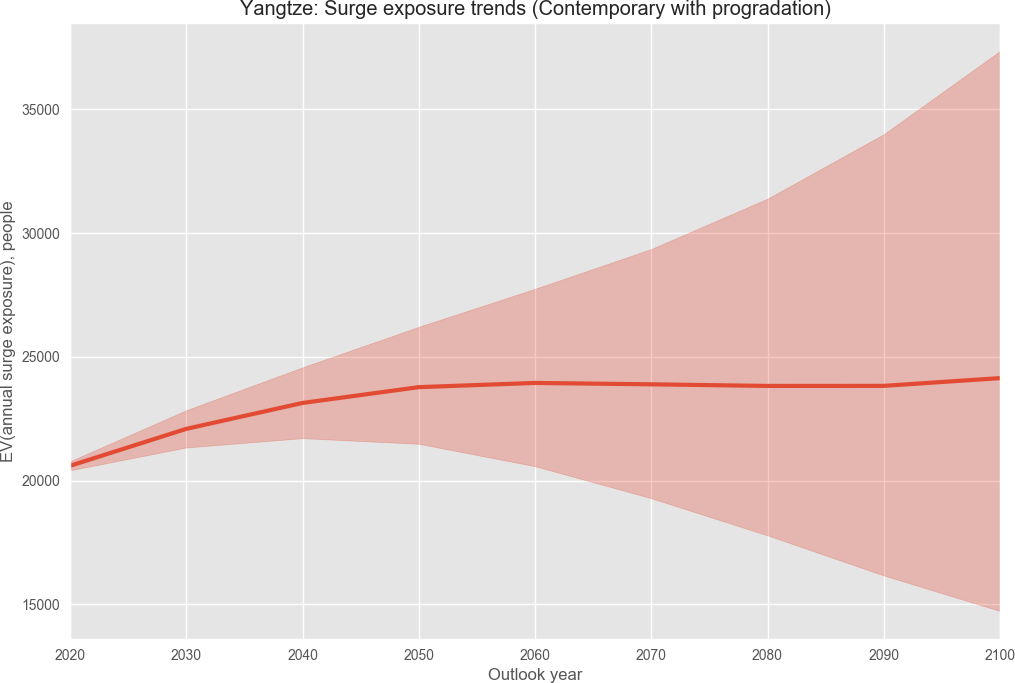 Yangtze: Surge exposure trends (Contemporary with progradation)
EV(annual surge exposure), people
35000
30000
25000
20000
15000
2020 2030 2040 2050 2060 2070 2080 2090 2100
Outlook year